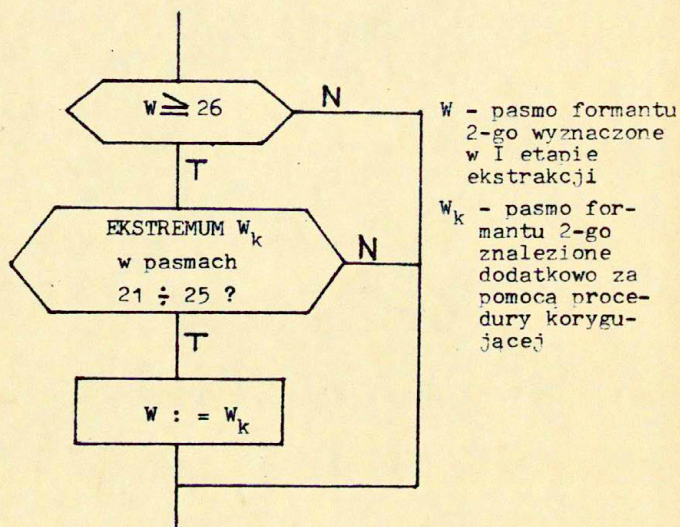 W ≥ 26
N
T
EKSTREMUM Wk
w pasmach
21 ÷ 25 ?
N
T
W : = Wk
W - pasmo formantu
2-go wyznaczone
w I etapie
ekstrakcji
Wk - pasmo for-
mantu 2-go
znalezione
dodatkowo za
pomocą proce-
dury korygu-
jącej